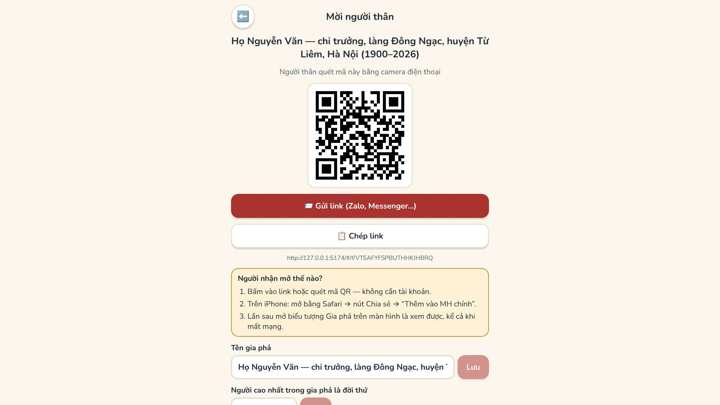 Mời người thân
Họ Nguyễn Văn — chi trưởng, làng Đông Ngạc, huyện Từ
Liêm, Hà Nội (1900–2026)
Người thân quét mã này bằng camera điện thoại
Gửi link (Zalo, Messenger...)
Chép link
Người nhận mở thế nào?
1. Bấm vào link hoặc quét mã QR — không cần tài khoản.
2. Trên iPhone: mở bằng Safari → nút Chia sẻ → “Thêm vào MH chính”.
3. Lần sau mở biểu tượng Gia phả trên màn hình là xem được, kể cả khi
mất mạng.
Tên gia phả
Họ Nguyễn Văn — chi trưởng, làng Đông Ngạc, huyện
Lưu
Người cao nhất trong gia phả là đời thứ